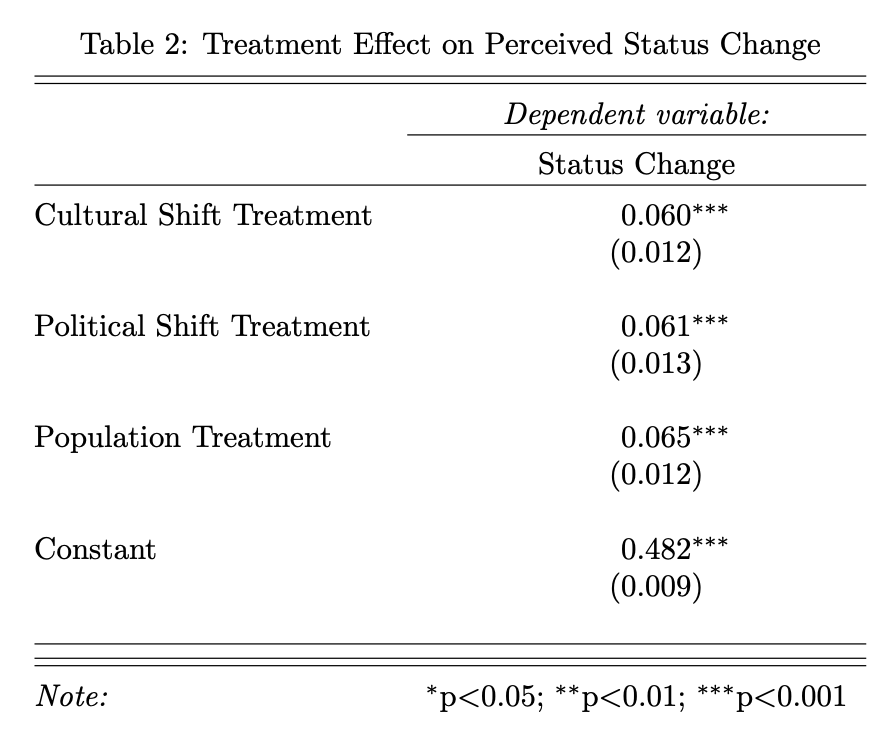 Table 2: Treatment Effect on Perceived Status Change
Dependent variable:
Status Change
Cultural Shift Treatment 0.060***
(0.012)
Political Shift Treatment 0.061***
(0.013)
Population Treatment 0.065***
(0.012)
Constant 0.482***
(0.009)
Note: *p<0.05; **p<0.01; ***p<0.001